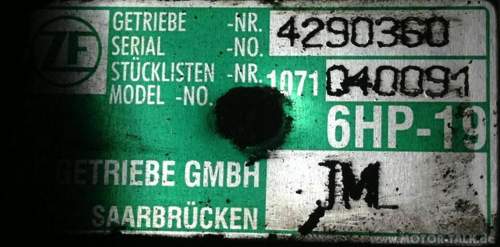 ZF
GETRIEBE -NR. 4290360
SERIAL -NO.
STÜCKLISTEN -NR. 1071 040091
MODEL -NO.
6HP-19
GETRIEBE GMBH JML
SAARBRÜCKEN
WWW.MOTOR-TALK.de